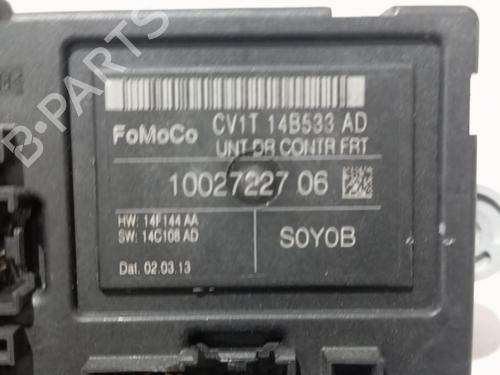 B-PARTS
FoMoCo CV1T 14B533 AD
UNT DR CONTR FRT
10027227 06
HW: 14F144 AA
SW: 14C108 AD
S0Y0B
Dat. 02.03.13